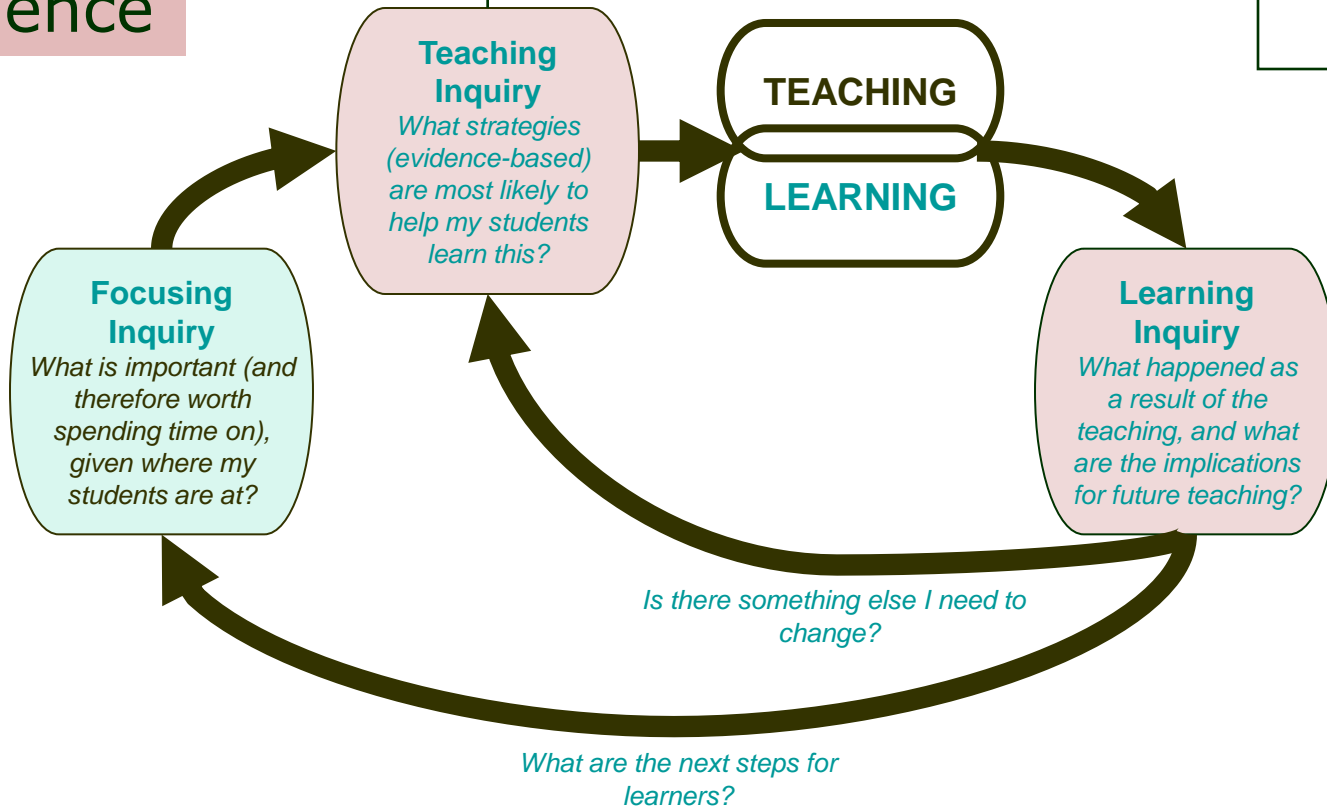 ence
Teaching
Inquiry
What strategies
(evidence-based)
are most likely to
help my students
learn this?
TEACHING
LEARNING
Focusing
Inquiry
What is important (and
therefore worth
spending time on),
given where my
students are at?
Learning
Inquiry
What happened as
a result of the
teaching, and what
are the implications
for future teaching?
Is there something else I need to
change?
What are the next steps for
learners?